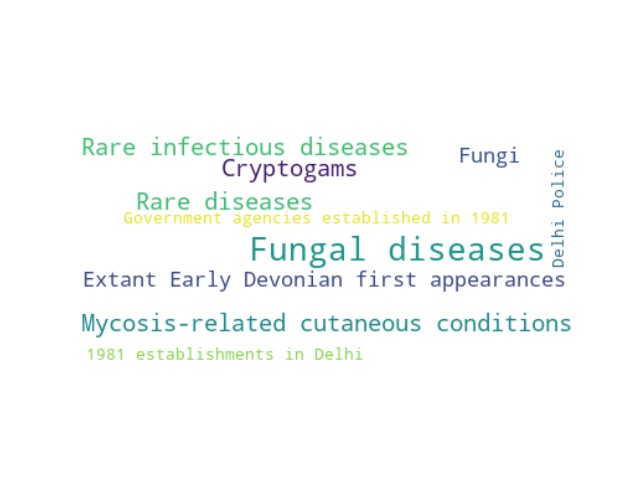 Rare infectious diseases
Fungi
Cryptogams
Rare diseases
Government agencies established in 1981
Delhi Police
Fungal diseases
Extant Early Devonian first appearances
Mycosis-related cutaneous conditions
1981 establishments in Delhi